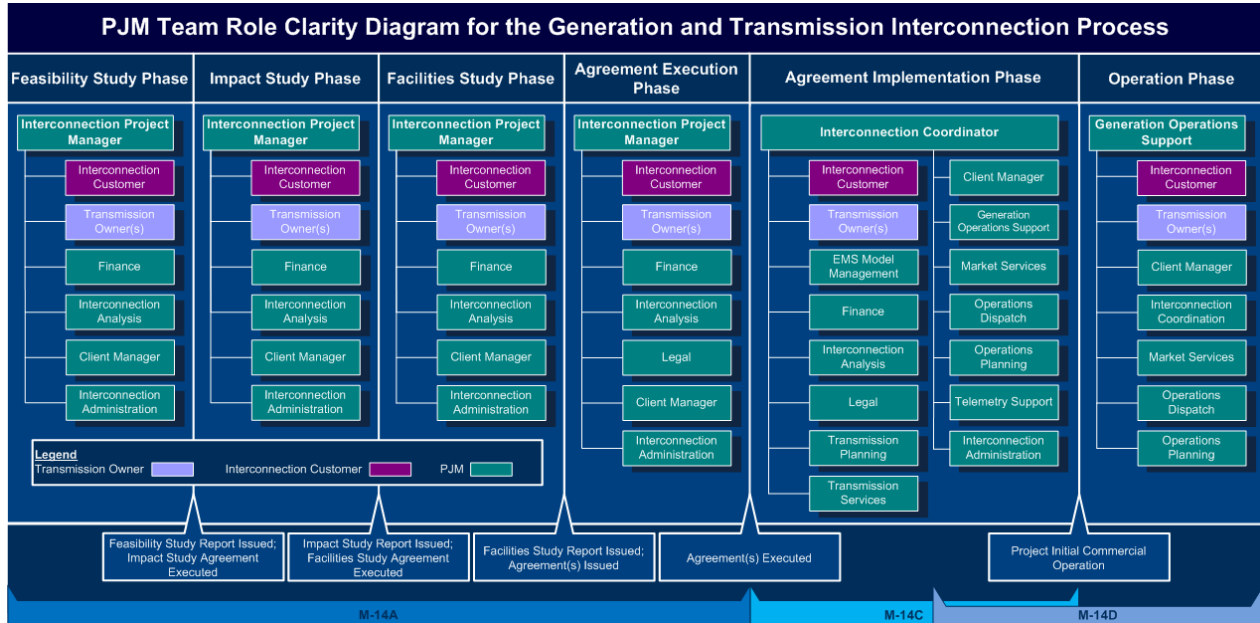 PJM Team Role Clarity Diagram for the Generation and Transmission Interconnection Process
Feasibility Study Phase
Impact Study Phase
Facilities Study Phase
Agreement Execution
Phase
Agreement Implementation Phase
Operation Phase
Interconnection Project
Manager
Interconnection
Customer
Transmission
Owner(s)
Finance
Interconnection
Analysis
Client Manager
Interconnection
Administration
Interconnection Project
Manager
Interconnection
Customer
Transmission
Owner(s)
Finance
Interconnection
Analysis
Client Manager
Interconnection
Administration
Interconnection Project
Manager
Interconnection
Customer
Transmission
Owner(s)
Finance
Interconnection
Analysis
Client Manager
Interconnection
Administration
Interconnection Project
Manager
Interconnection
Customer
Transmission
Owner(s)
Finance
Interconnection
Analysis
Legal
Client Manager
Interconnection
Administration
Interconnection Coordinator
Interconnection
Customer
Transmission
Owner(s)
EMS Model
Management
Finance
Interconnection
Analysis
Legal
Transmission
Planning
Transmission
Services
Client Manager
Generation
Operations Support
Market Services
Operations
Dispatch
Operations
Planning
Telemetry Support
Interconnection
Administration
Generation Operations
Support
Interconnection
Customer
Transmission
Owner(s)
Client Manager
Interconnection
Coordination
Market Services
Operations
Dispatch
Operations
Planning
Legend
Transmission Owner
Interconnection Customer
PJM
Feasibility Study Report Issued;
Impact Study Agreement
Executed
Impact Study Report Issued;
Facilities Study Agreement
Executed
Facilities Study Report Issued;
Agreement(s) Issued
Agreement(s) Executed
Project Initial Commercial
Operation
M-14A
M-14C
M-14D